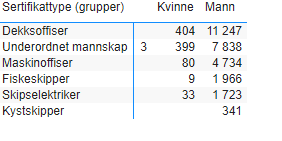 Sertifikattype (grupper) Kvinne Mann
Dekksoffiser 404 11 247
Underordnet mannskap 3 399 7 838
Maskinoffiser 80 4 734
Fiskeskipper 9 1 966
Skipselektriker 33 1 723
Kystskipper 341